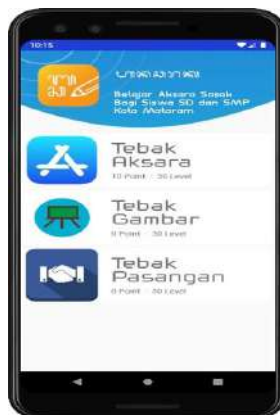 10:15
Belajar Aksara Sasak
Bagi Siswa SD dan SMP
Kota Mataram
Tebak
Aksara
10 Point - 30 Level
Tebak
Gambar
0 Point - 30 Level
Tebak
Pasangan
0 Point - 30 Level